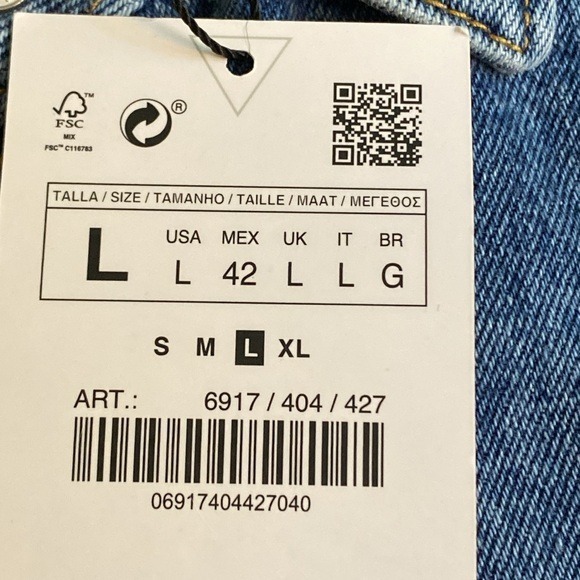 FSC™
MIX
FSC™ C116783
®
TALLA / SIZE / TAMANHO / TAILLE / MAAT / ΜΕΓΕΘΟΣ
USA MEX UK IT BR
L L 42 L L G
S M L XL
ART.: 6917 / 404 / 427
06917404427040